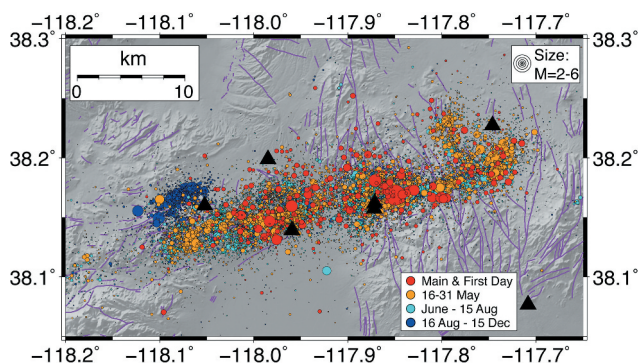 -118.2 -118.1 -118.0 -117.9 -117.8 -117.7
38.3 38.3
km
0 10
Size:
M=2-6
38.2 38.2
38.1 38.1
Main & First Day
16-31 May
June - 15 Aug
16 Aug - 15 Dec
-118.2 -118.1 -118.0 -117.9 -117.8 -117.7